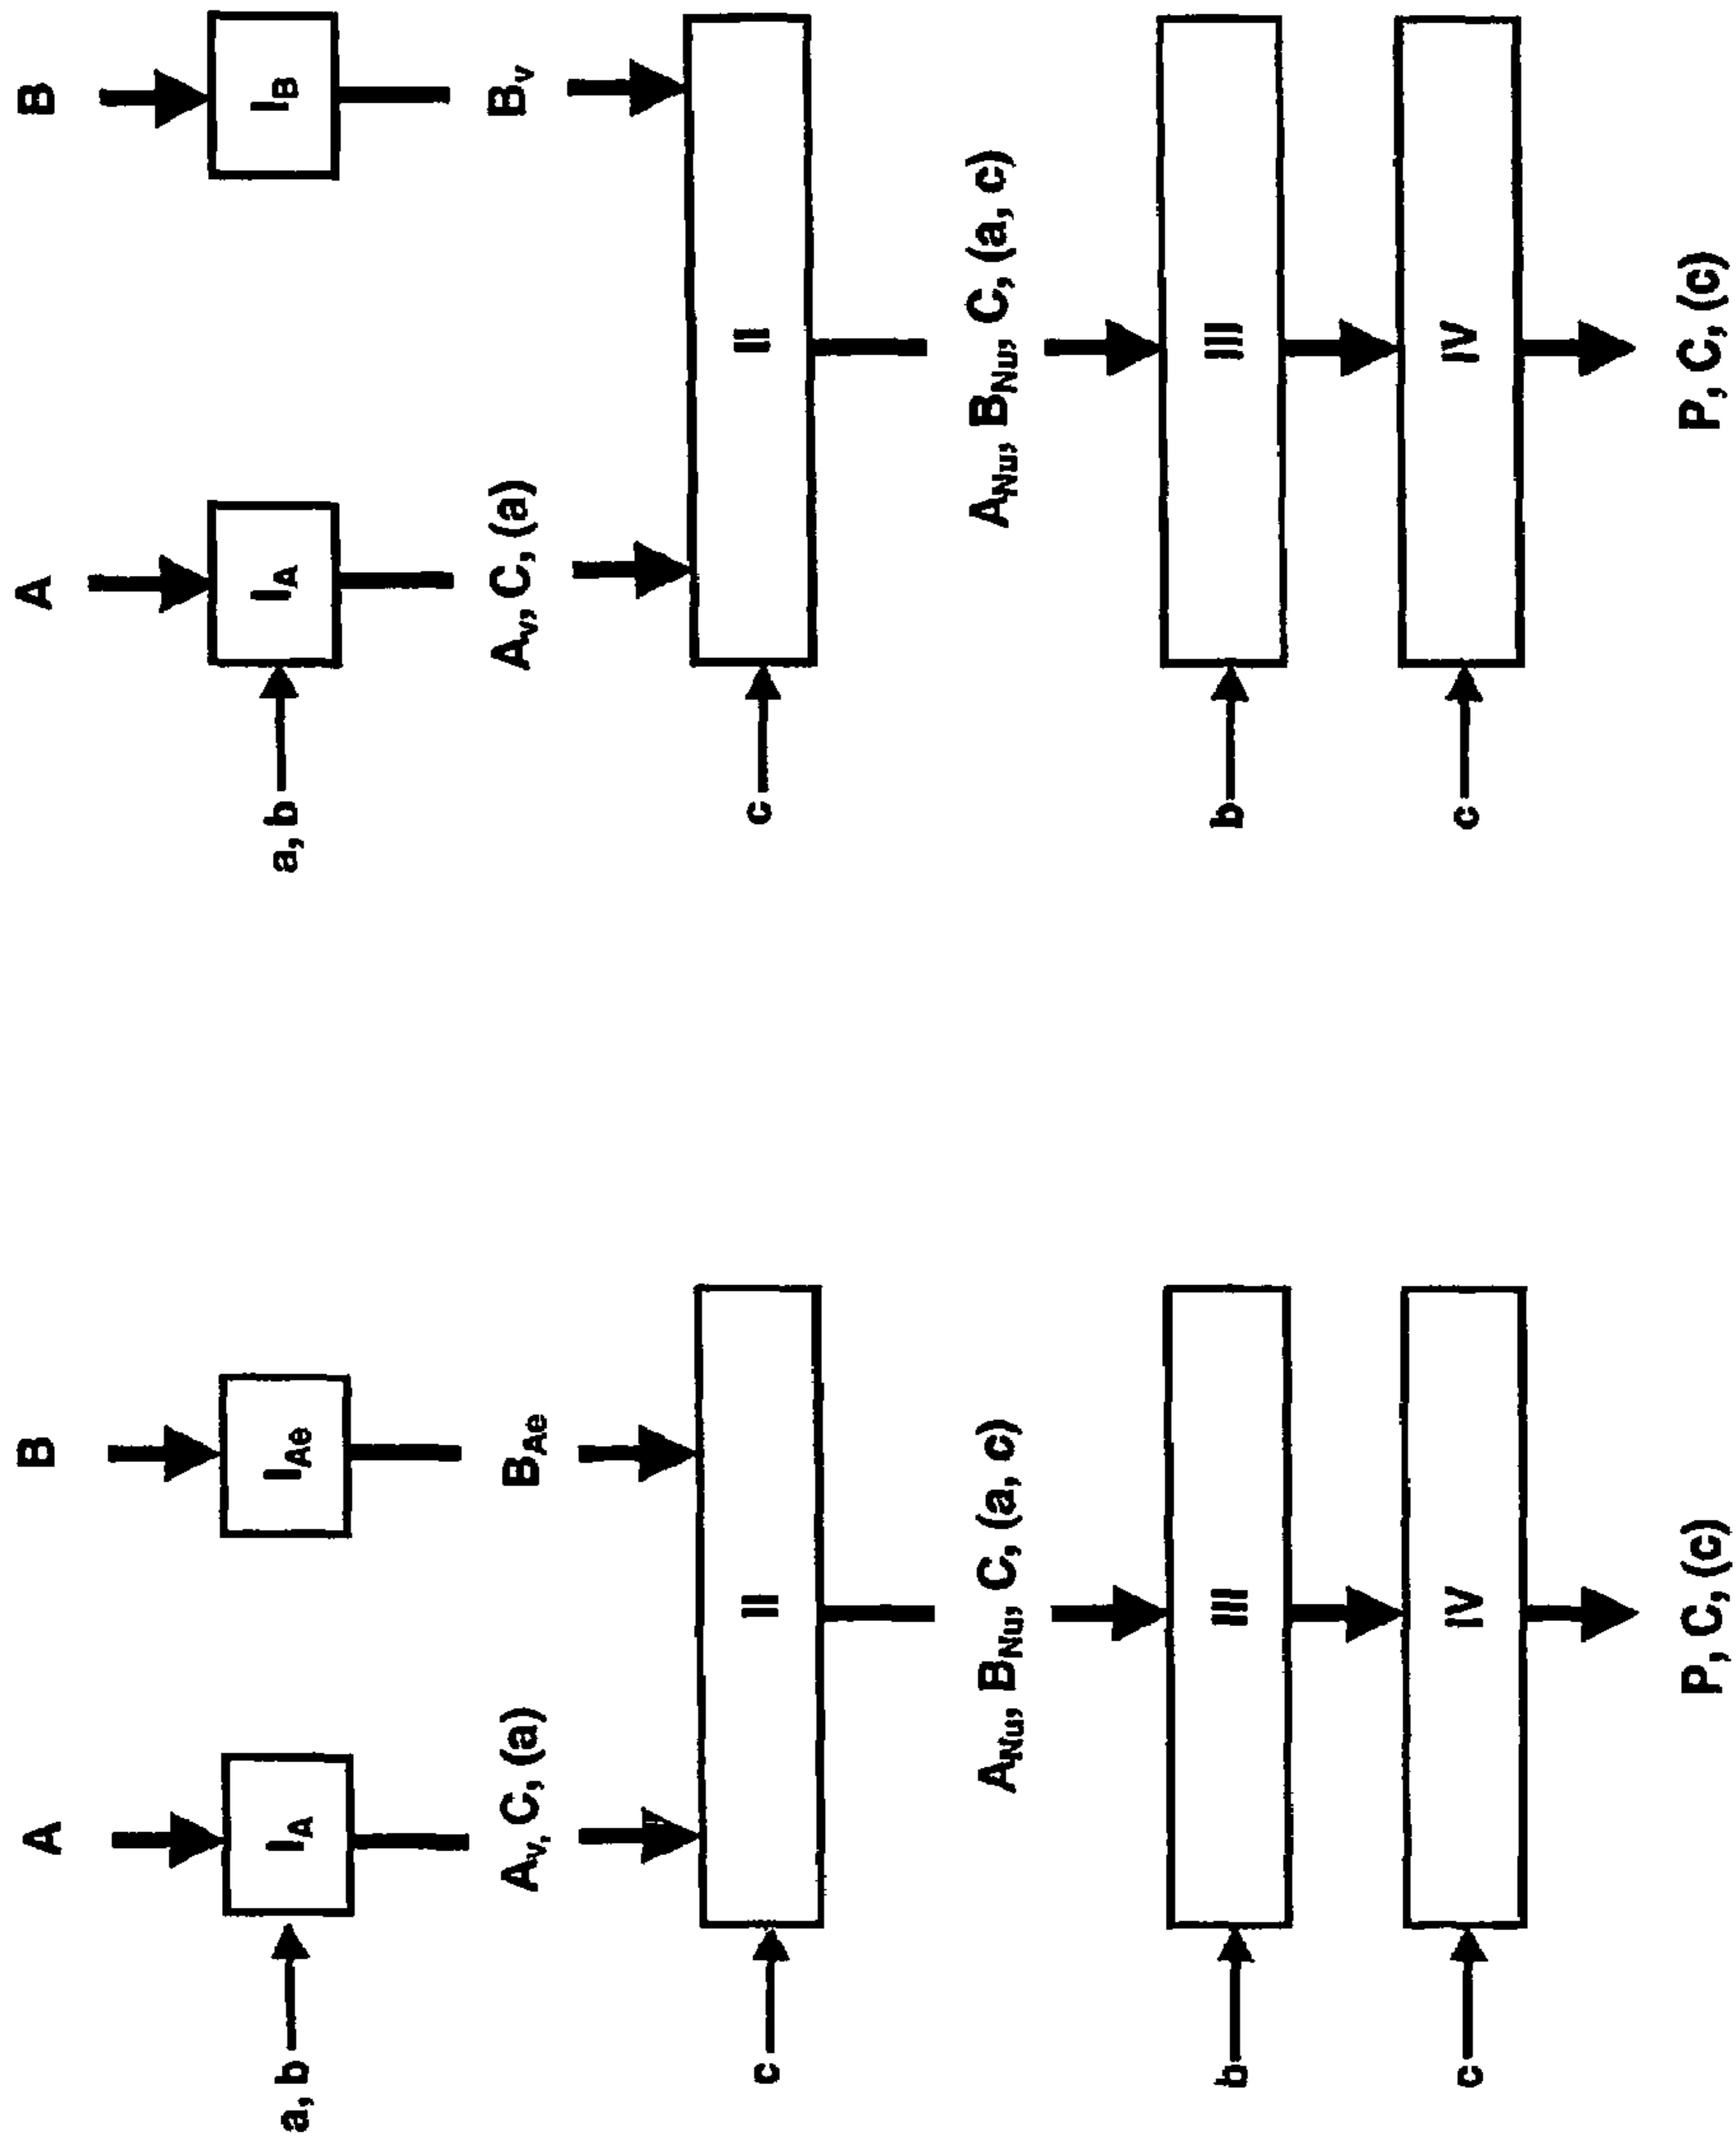 A B
a, b I_A I_Ae
A_v, C, (a) B_Ae
c II
A_Nu, B_Nu, C, (a, c)
b III
c IV
P, C, (c)
A B
a, b I_A I_B
A_v, C, (a) B_v
c II
A_Nu, B_Nu, C, (a, c)
b III
c IV
P, C, (c)